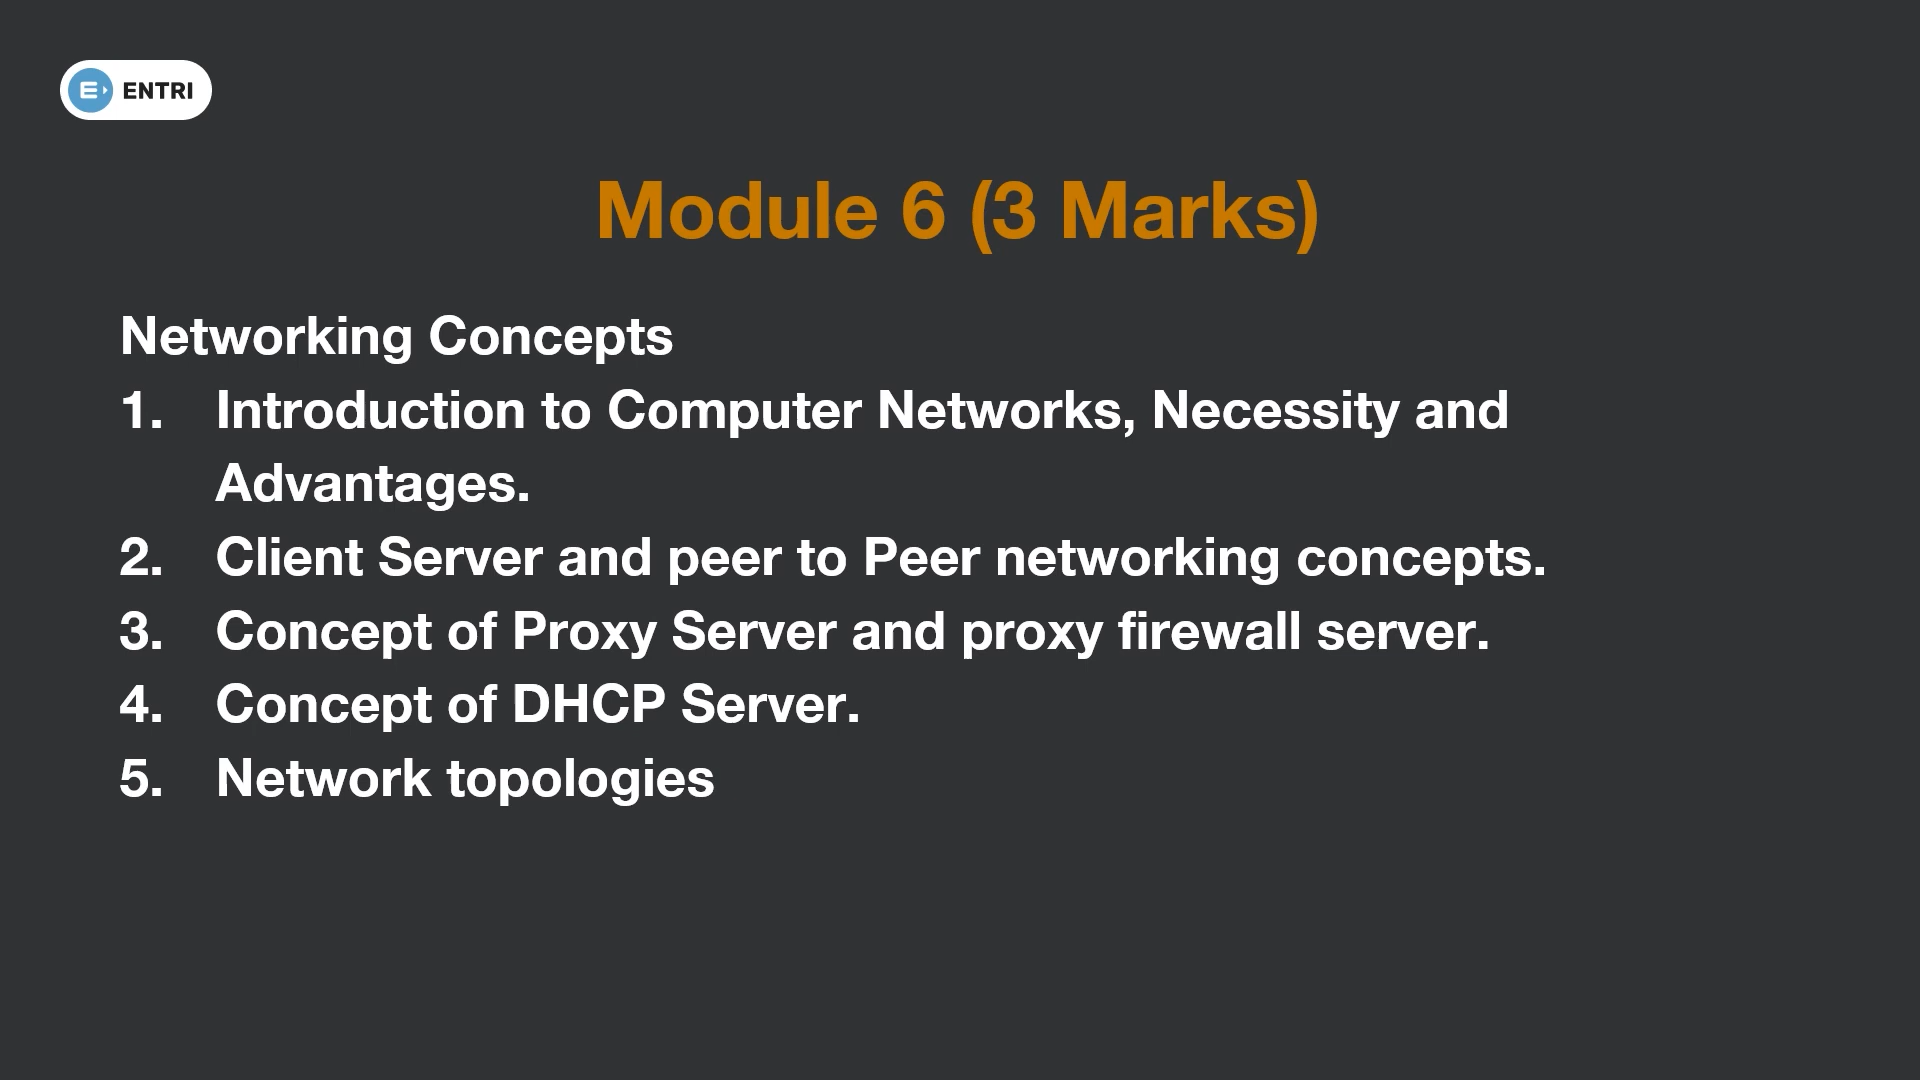 ENTRI
Module 6 (3 Marks)
Networking Concepts
1. Introduction to Computer Networks, Necessity and
Advantages.
2. Client Server and peer to Peer networking concepts.
3. Concept of Proxy Server and proxy firewall server.
4. Concept of DHCP Server.
5. Network topologies